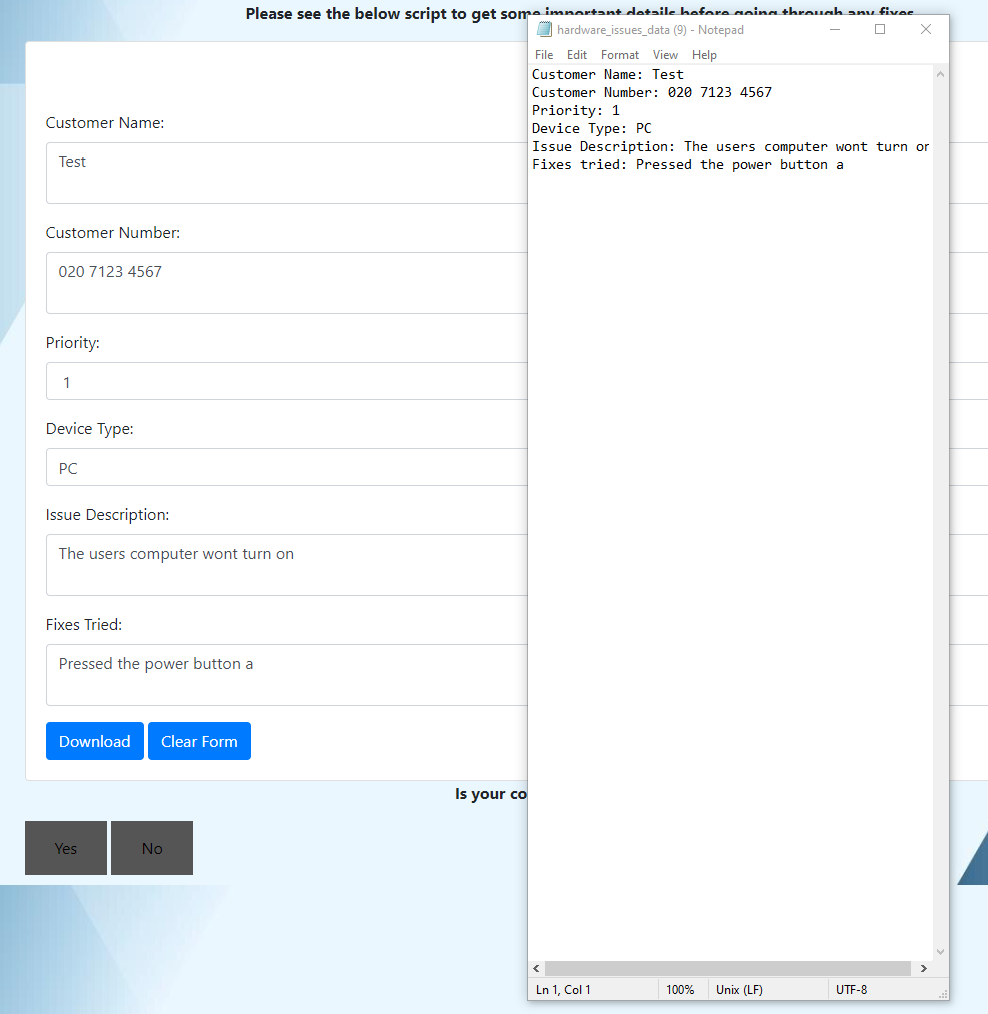 Please see the below script to get some important details before going through any fixes
hardware_issues_data (9) - Notepad
File Edit Format View Help
Customer Name: Test
Customer Number: 020 7123 4567
Priority: 1
Device Type: PC
Issue Description: The users computer wont turn on
Fixes tried: Pressed the power button a
Customer Name:
Test
Customer Number:
020 7123 4567
Priority:
1
Device Type:
PC
Issue Description:
The users computer wont turn on
Fixes Tried:
Pressed the power button a
Download Clear Form
Is your co
Yes No
Ln 1, Col 1 100% Unix (LF) UTF-8